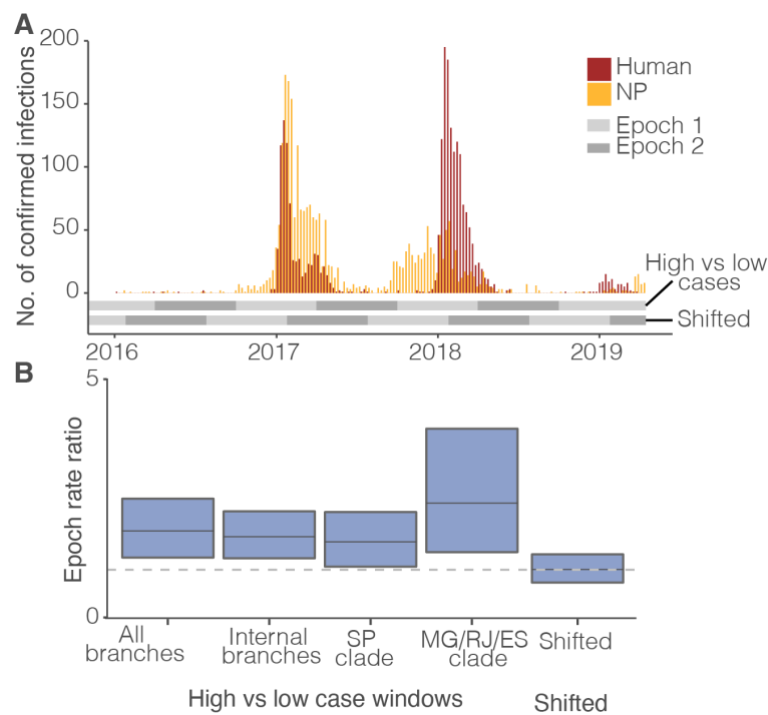 A
No. of confirmed infections
200
150
100
50
0
Human
NP
Epoch 1
Epoch 2
High vs low
cases
Shifted
2016 2017 2018 2019
B
Epoch rate ratio
5
0
All
branches
Internal
branches
SP
clade
MG/RJ/ES
clade
Shifted
High vs low case windows
Shifted